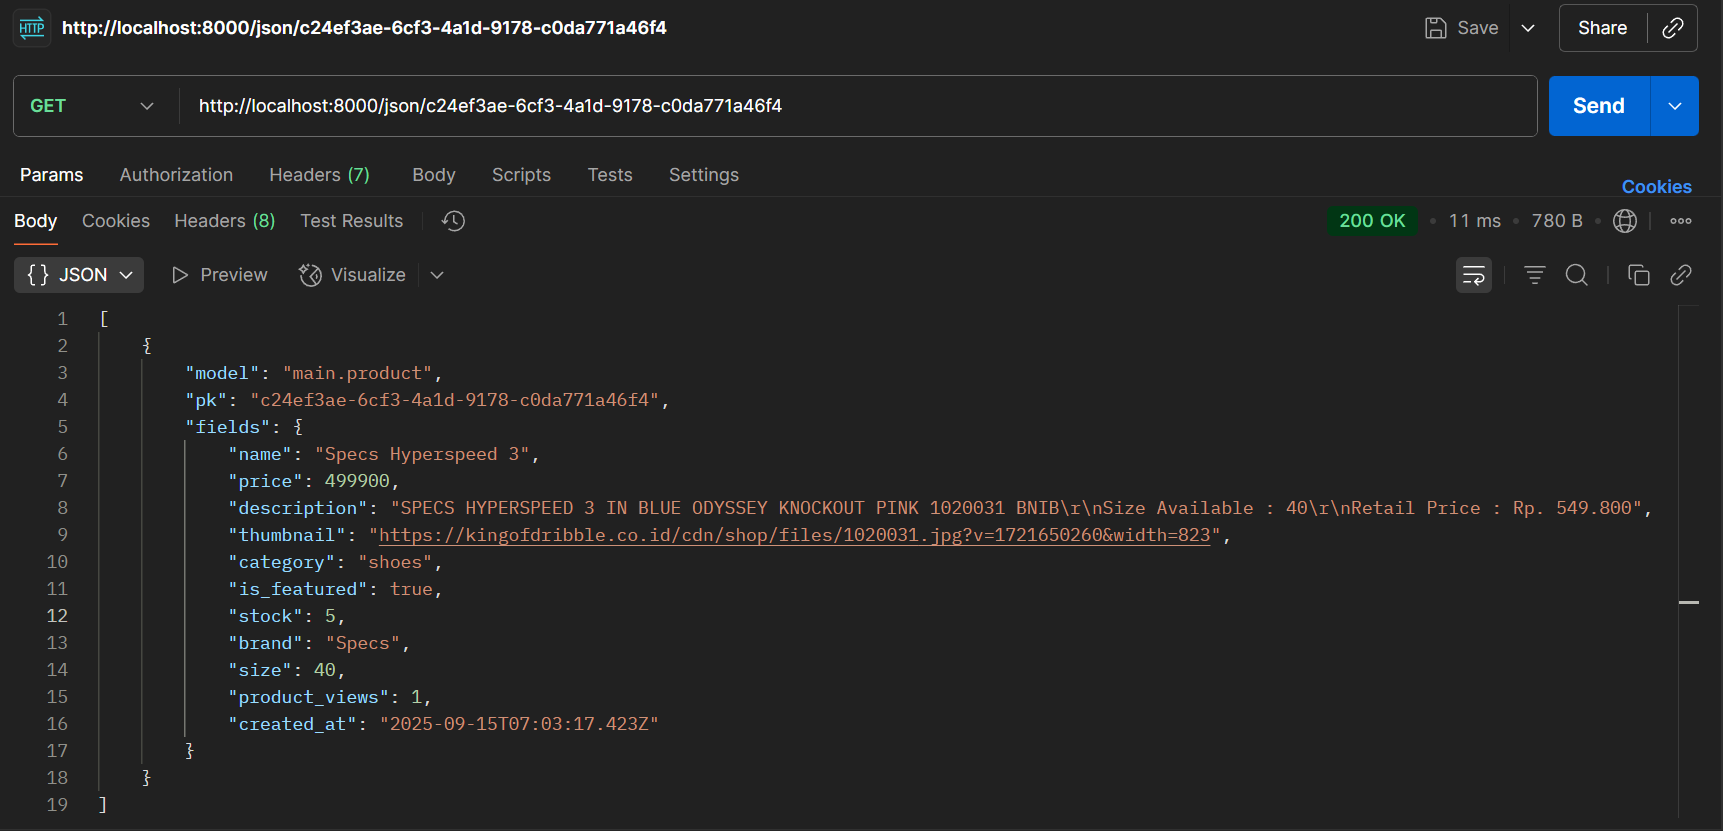 HTTP http://localhost:8000/json/c24ef3ae-6cf3-4a1d-9178-c0da771a46f4 Save Share
GET http://localhost:8000/json/c24ef3ae-6cf3-4a1d-9178-c0da771a46f4 Send
Params Authorization Headers (7) Body Scripts Tests Settings Cookies
Body Cookies Headers (8) Test Results 200 OK • 11 ms • 780 B •
{} JSON Preview Visualize
1 [
2 {
3 "model": "main.product",
4 "pk": "c24ef3ae-6cf3-4a1d-9178-c0da771a46f4",
5 "fields": {
6 "name": "Specs Hyperspeed 3",
7 "price": 499900,
8 "description": "SPECS HYPERSPEED 3 IN BLUE ODYSSEY KNOCKOUT PINK 1020031 BNIB\r\nSize Available : 40\r\nRetail Price : Rp. 549.800",
9 "thumbnail": "https://kingofdribble.co.id/cdn/shop/files/1020031.jpg?v=1721650260&width=823",
10 "category": "shoes",
11 "is_featured": true,
12 "stock": 5,
13 "brand": "Specs",
14 "size": 40,
15 "product_views": 1,
16 "created_at": "2025-09-15T07:03:17.423Z"
17 }
18 }
19 ]